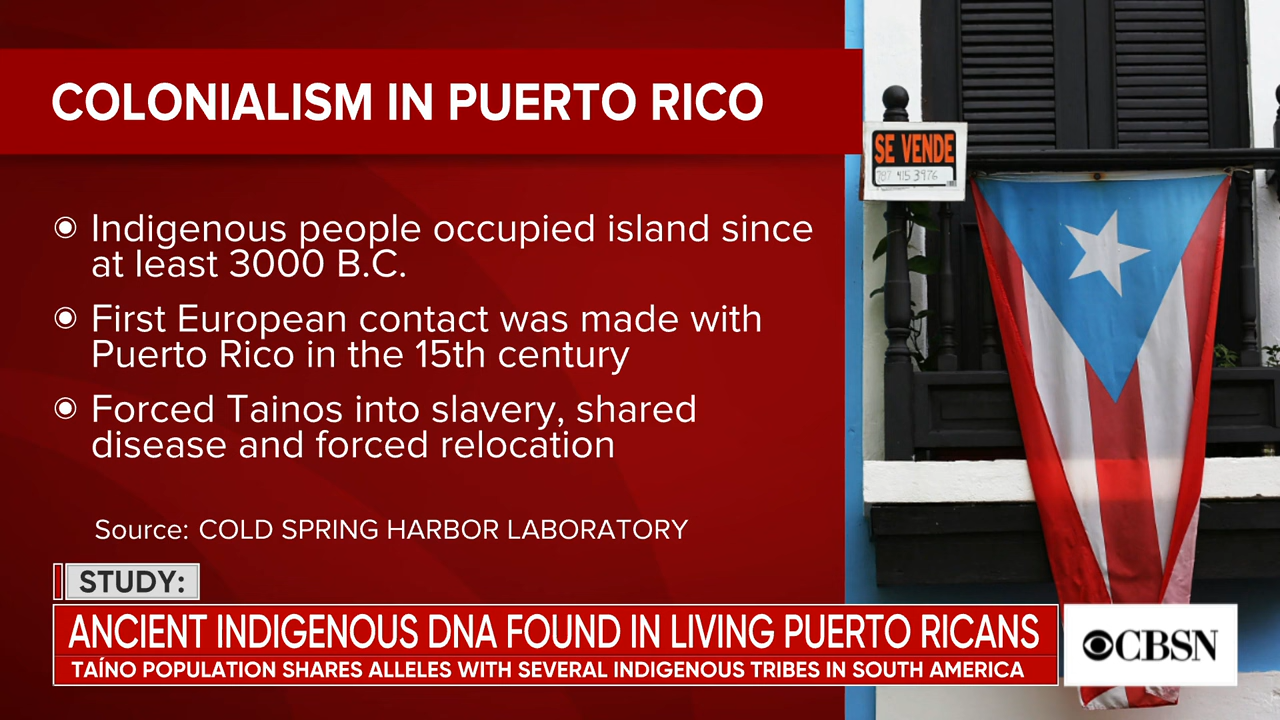 COLONIALISM IN PUERTO RICO
Indigenous people occupied island since
at least 3000 B.C.
First European contact was made with
Puerto Rico in the 15th century
Forced Tainos into slavery, shared
disease and forced relocation
Source: COLD SPRING HARBOR LABORATORY
SE VENDE
787 415 3976
STUDY:
ANCIENT INDIGENOUS DNA FOUND IN LIVING PUERTO RICANS
TAÍNO POPULATION SHARES ALLELES WITH SEVERAL INDIGENOUS TRIBES IN SOUTH AMERICA
CBSN